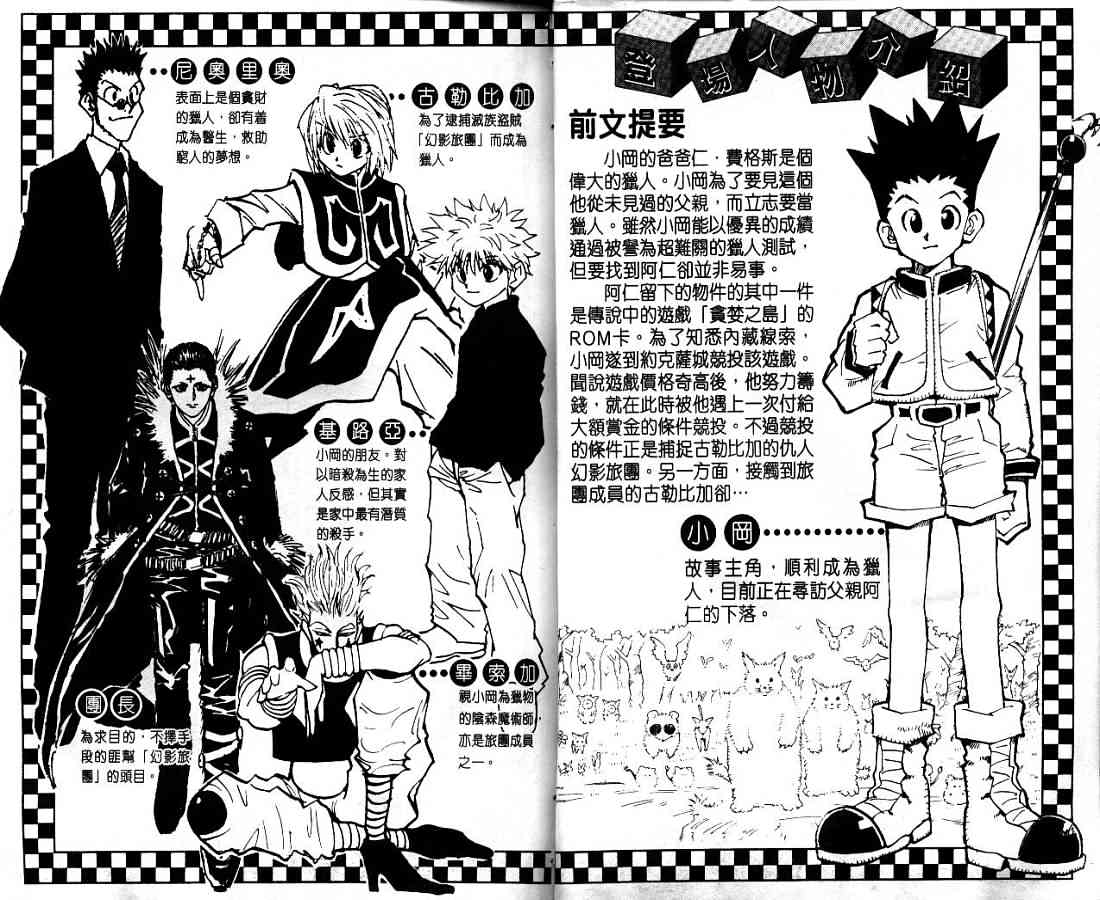 登場人物介紹
前文提要
小岡的爸爸仁．費格斯是個
偉大的獵人。小岡為了要見這個
他從未見過的父親，而立志要當
獵人。雖然小岡能以優異的成績
通過被譽為超難關的獵人測試，
但要找到阿仁卻並非易事。
阿仁留下的物件的其中一件
是傳說中的遊戲「貪婪之島」的
ROM卡。為了知悉內藏線索，
小岡遂到約克薩城競投該遊戲。
聞說遊戲價格奇高後，他努力籌
錢，就在此時被他遇上一次付給
大額賞金的條件競投。不過競投
的條件正是捕捉古勒比加的仇人
幻影旅團。另一方面，接觸到旅
團成員的古勒比加卻…
小岡
故事主角，順利成為獵
人，目前正在尋訪父親阿
仁的下落。
古勒比加
為了逮捕滅族盜賊
「幻影旅團」而成為
獵人。
尼奧里奧
表面上是個貪財
的獵人，卻有着
成為醫生，救助
窮人的夢想。
基路亞
小岡的朋友。對
以暗殺為生的家
人反感，但其實
是家中最有潛質
的殺手。
畢索加
視小岡為獵物
的陰森魔術師，
亦是旅團成員
之一。
團長
為求目的，不擇手
段的匪幫「幻影旅
團」的頭目。